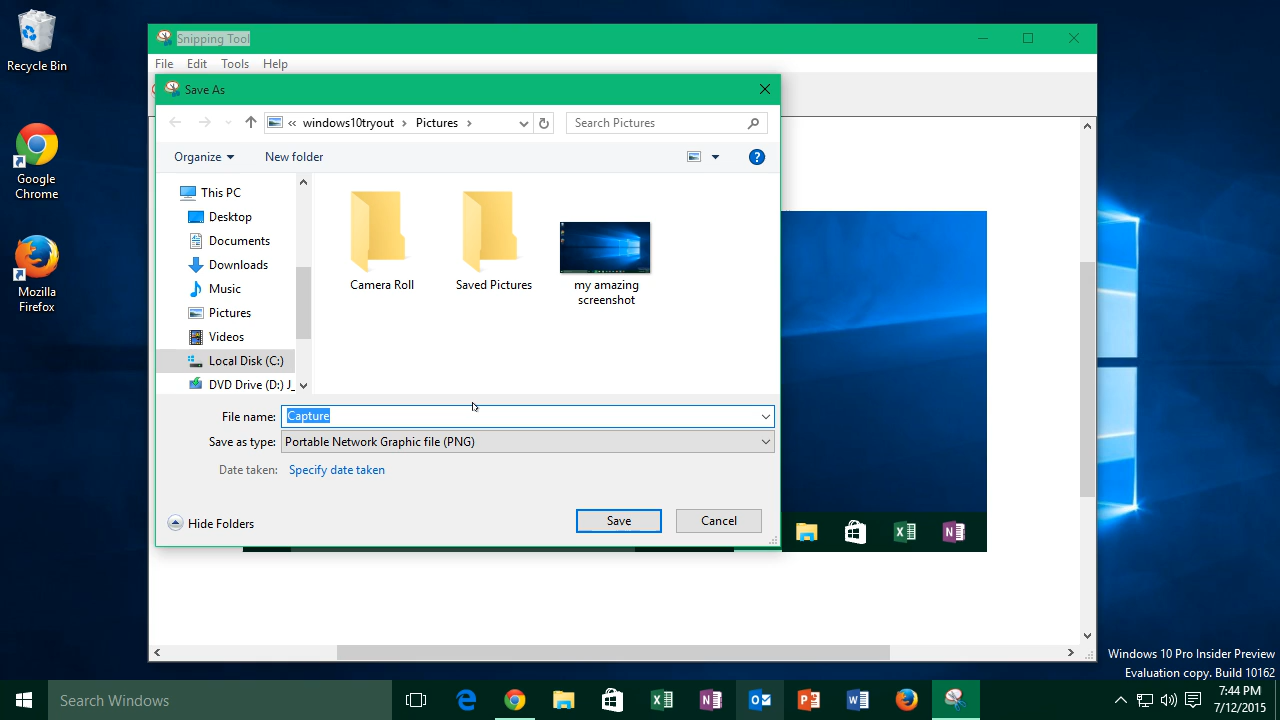 Recycle Bin
Google
Chrome
Mozilla
Firefox
Snipping Tool
File Edit Tools Help
Save As
« windows10tryout › Pictures ›
Search Pictures
Organize New folder
This PC
Desktop
Documents
Downloads
Music
Pictures
Videos
Local Disk (C:)
DVD Drive (D:) J_
Camera Roll
Saved Pictures
my amazing
screenshot
File name: Capture
Save as type: Portable Network Graphic file (PNG)
Date taken: Specify date taken
Hide Folders
Save
Cancel
Windows 10 Pro Insider Preview
Evaluation copy. Build 10162
Search Windows
7:44 PM
7/12/2015